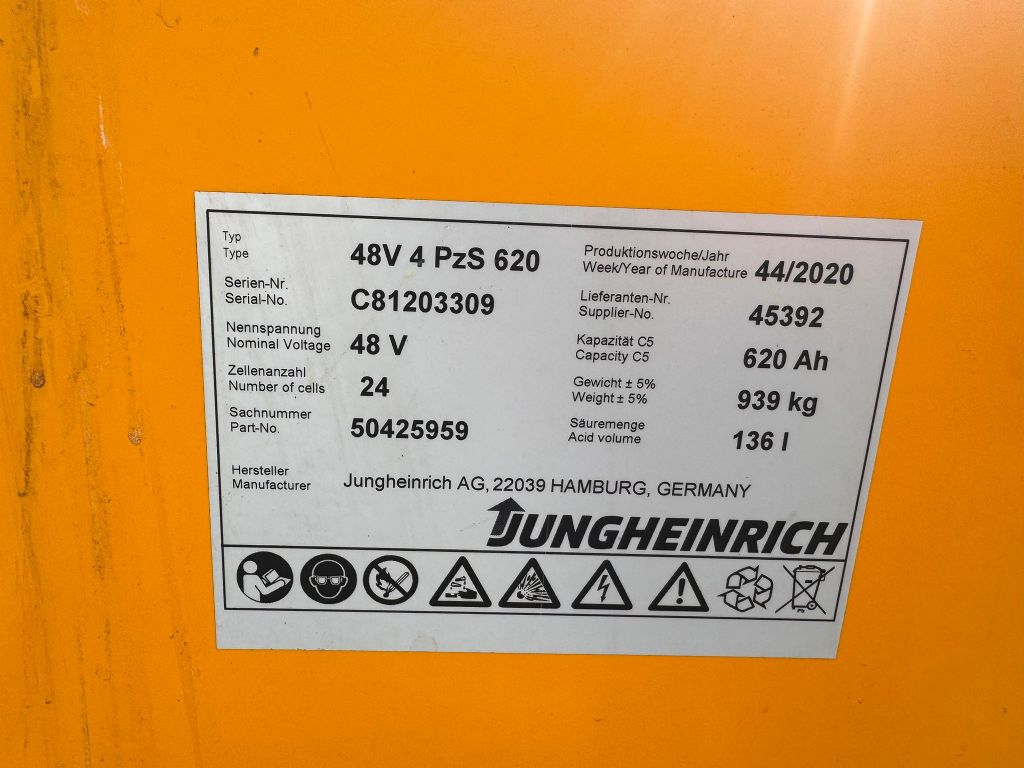 Typ
Type 48V 4 PzS 620
Serien-Nr.
Serial-No. C81203309
Nennspannung
Nominal Voltage 48 V
Zellenanzahl
Number of cells 24
Sachnummer
Part-No. 50425959
Produktionswoche/Jahr
Week/Year of Manufacture 44/2020
Lieferanten-Nr.
Supplier-No. 45392
Kapazität C5
Capacity C5 620 Ah
Gewicht ± 5%
Weight ± 5% 939 kg
Säuremenge
Acid volume 136 l
Hersteller
Manufacturer Jungheinrich AG, 22039 HAMBURG, GERMANY
JUNGHEINRICH